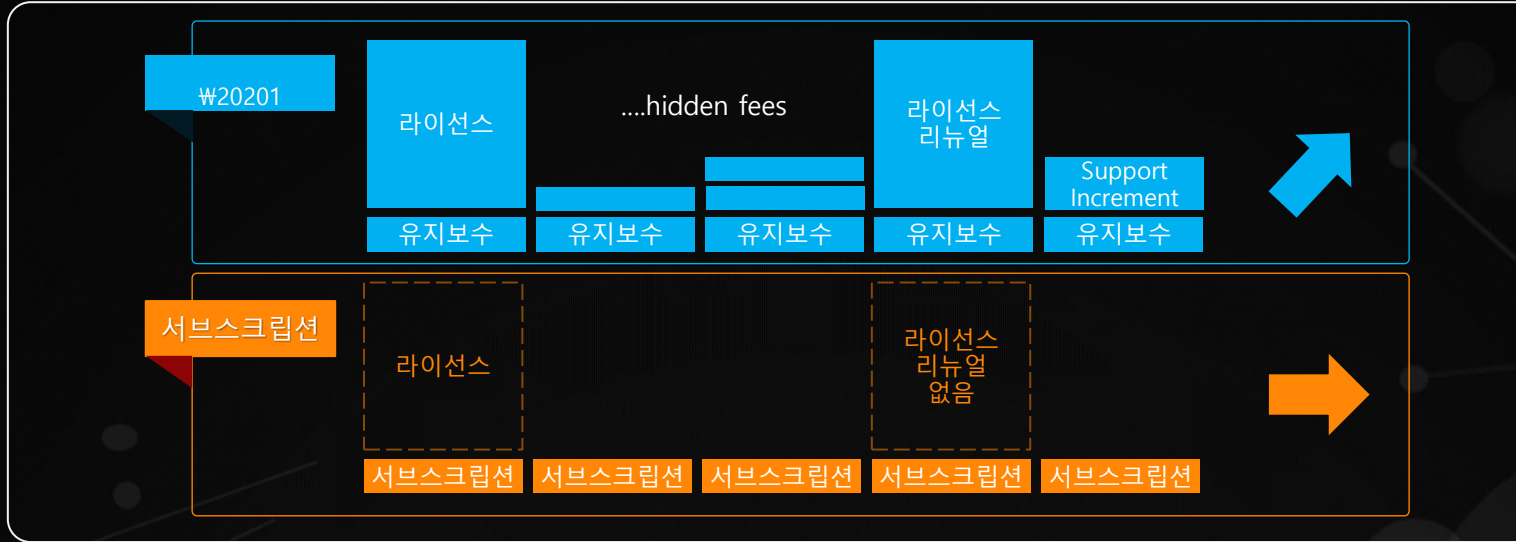 ₩20201
라이선스
....hidden fees
라이선스
리뉴얼
Support
Increment
유지보수 유지보수 유지보수 유지보수 유지보수
서브스크립션
라이선스
라이선스
리뉴얼
없음
서브스크립션 서브스크립션 서브스크립션 서브스크립션 서브스크립션